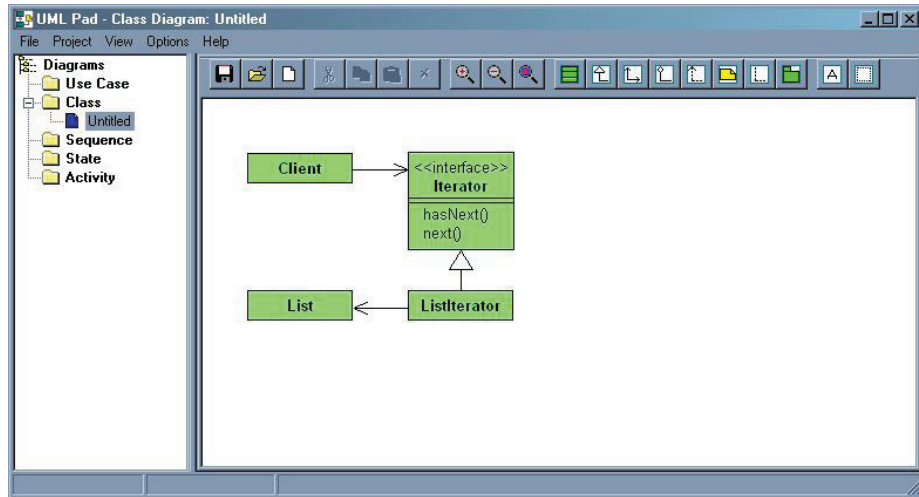 UML Pad - Class Diagram: Untitled
File Project View Options Help
Diagrams
Use Case
Class
Untitled
Sequence
State
Activity
A
Client
<<interface>>
Iterator
hasNext()
next()
List
ListIterator